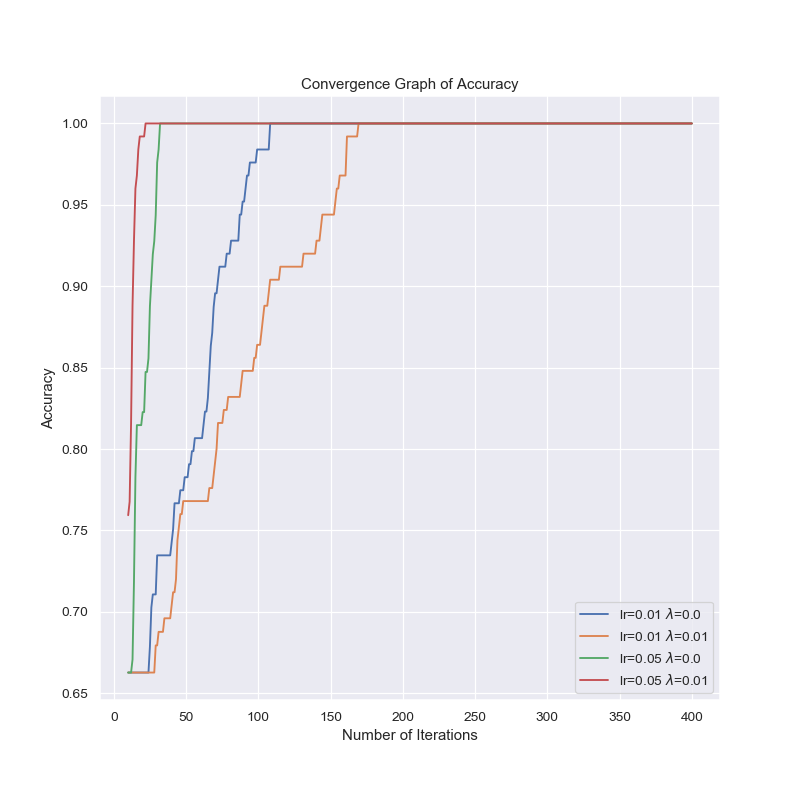 Convergence Graph of Accuracy
1.00
0.95
0.90
0.85
0.80
0.75
0.70
0.65
Accuracy
0 50 100 150 200 250 300 350 400
Number of Iterations
lr=0.01 λ=0.0
lr=0.01 λ=0.01
lr=0.05 λ=0.0
lr=0.05 λ=0.01